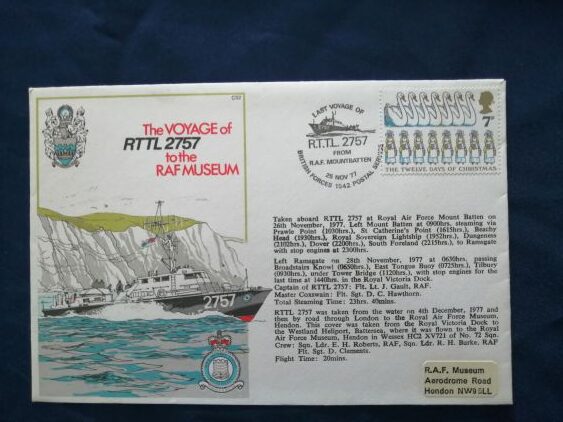 C52
The VOYAGE of
RTTL 2757
to the
RAF MUSEUM
2757
LAST VOYAGE OF
R.T.T.L. 2757
FROM
R.A.F. MOUNTBATTEN
26 NOV 77
BRITISH FORCES 1542 POSTAL SERVICE
7p
THE TWELVE DAYS OF CHRISTMAS
Taken aboard RTTL 2757 at Royal Air Force Mount Batten on
26th November, 1977, Left Mount Batten at 0900hrs. steaming via
Prawle Point (1030hrs.), St Catherine's Point (1615hrs.), Beachy
Head (1930hrs.), Royal Sovereign Lightship (1952hrs.), Dungeness
(2102hrs.), Dover (2200hrs.), South Foreland (2215hrs.), to Ramsgate
with stop engines at 2300hrs.
Left Ramsgate on 28th November, 1977 at 0630hrs. passing
Broadstairs Knowl (0650hrs.), East Tongue Buoy (0725hrs.), Tilbury
(0930hrs.), under Tower Bridge (1120hrs.), with stop engines for the
last time at 1440hrs. in the Royal Victoria Dock.
Captain of RTTL 2757: Flt. Lt. J. Gault, RAF.
Master Coxswain: Flt. Sgt. D. C. Hawthorn.
Total Steaming Time: 23hrs. 40mins.
RTTL 2757 was taken from the water on 4th December, 1977 and
then by road through London to the Royal Air Force Museum,
Hendon. This cover was taken from the Royal Victoria Dock to
the Westland Heliport, Battersea, where it was flown to the Royal
Air Force Museum, Hendon in Wessex HC2 XV721 of No. 72 Sqn.
Crew: Sqn. Ldr. E. H. Roberts, RAF, Sqn. Ldr. R. H. Burke, RAF
Flt. Sgt. D. Clements.
Flight Time: 20mins.
R.A.F. Museum
Aerodrome Road
Hendon NW9 5LL